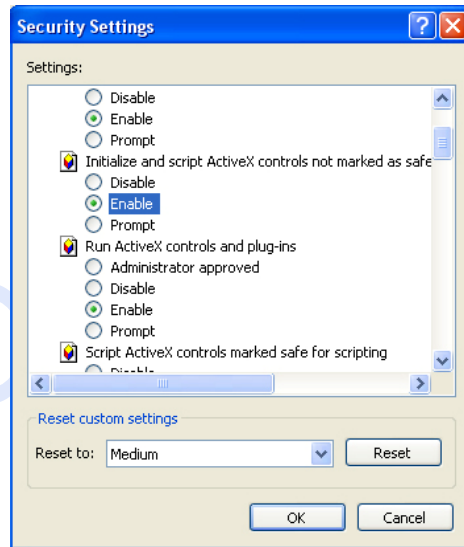 Security Settings
Settings:
Disable
Enable
Prompt
Initialize and script ActiveX controls not marked as safe
Disable
Enable
Prompt
Run ActiveX controls and plug-ins
Administrator approved
Disable
Enable
Prompt
Script ActiveX controls marked safe for scripting
Disable
Reset custom settings
Reset to: Medium Reset
OK Cancel